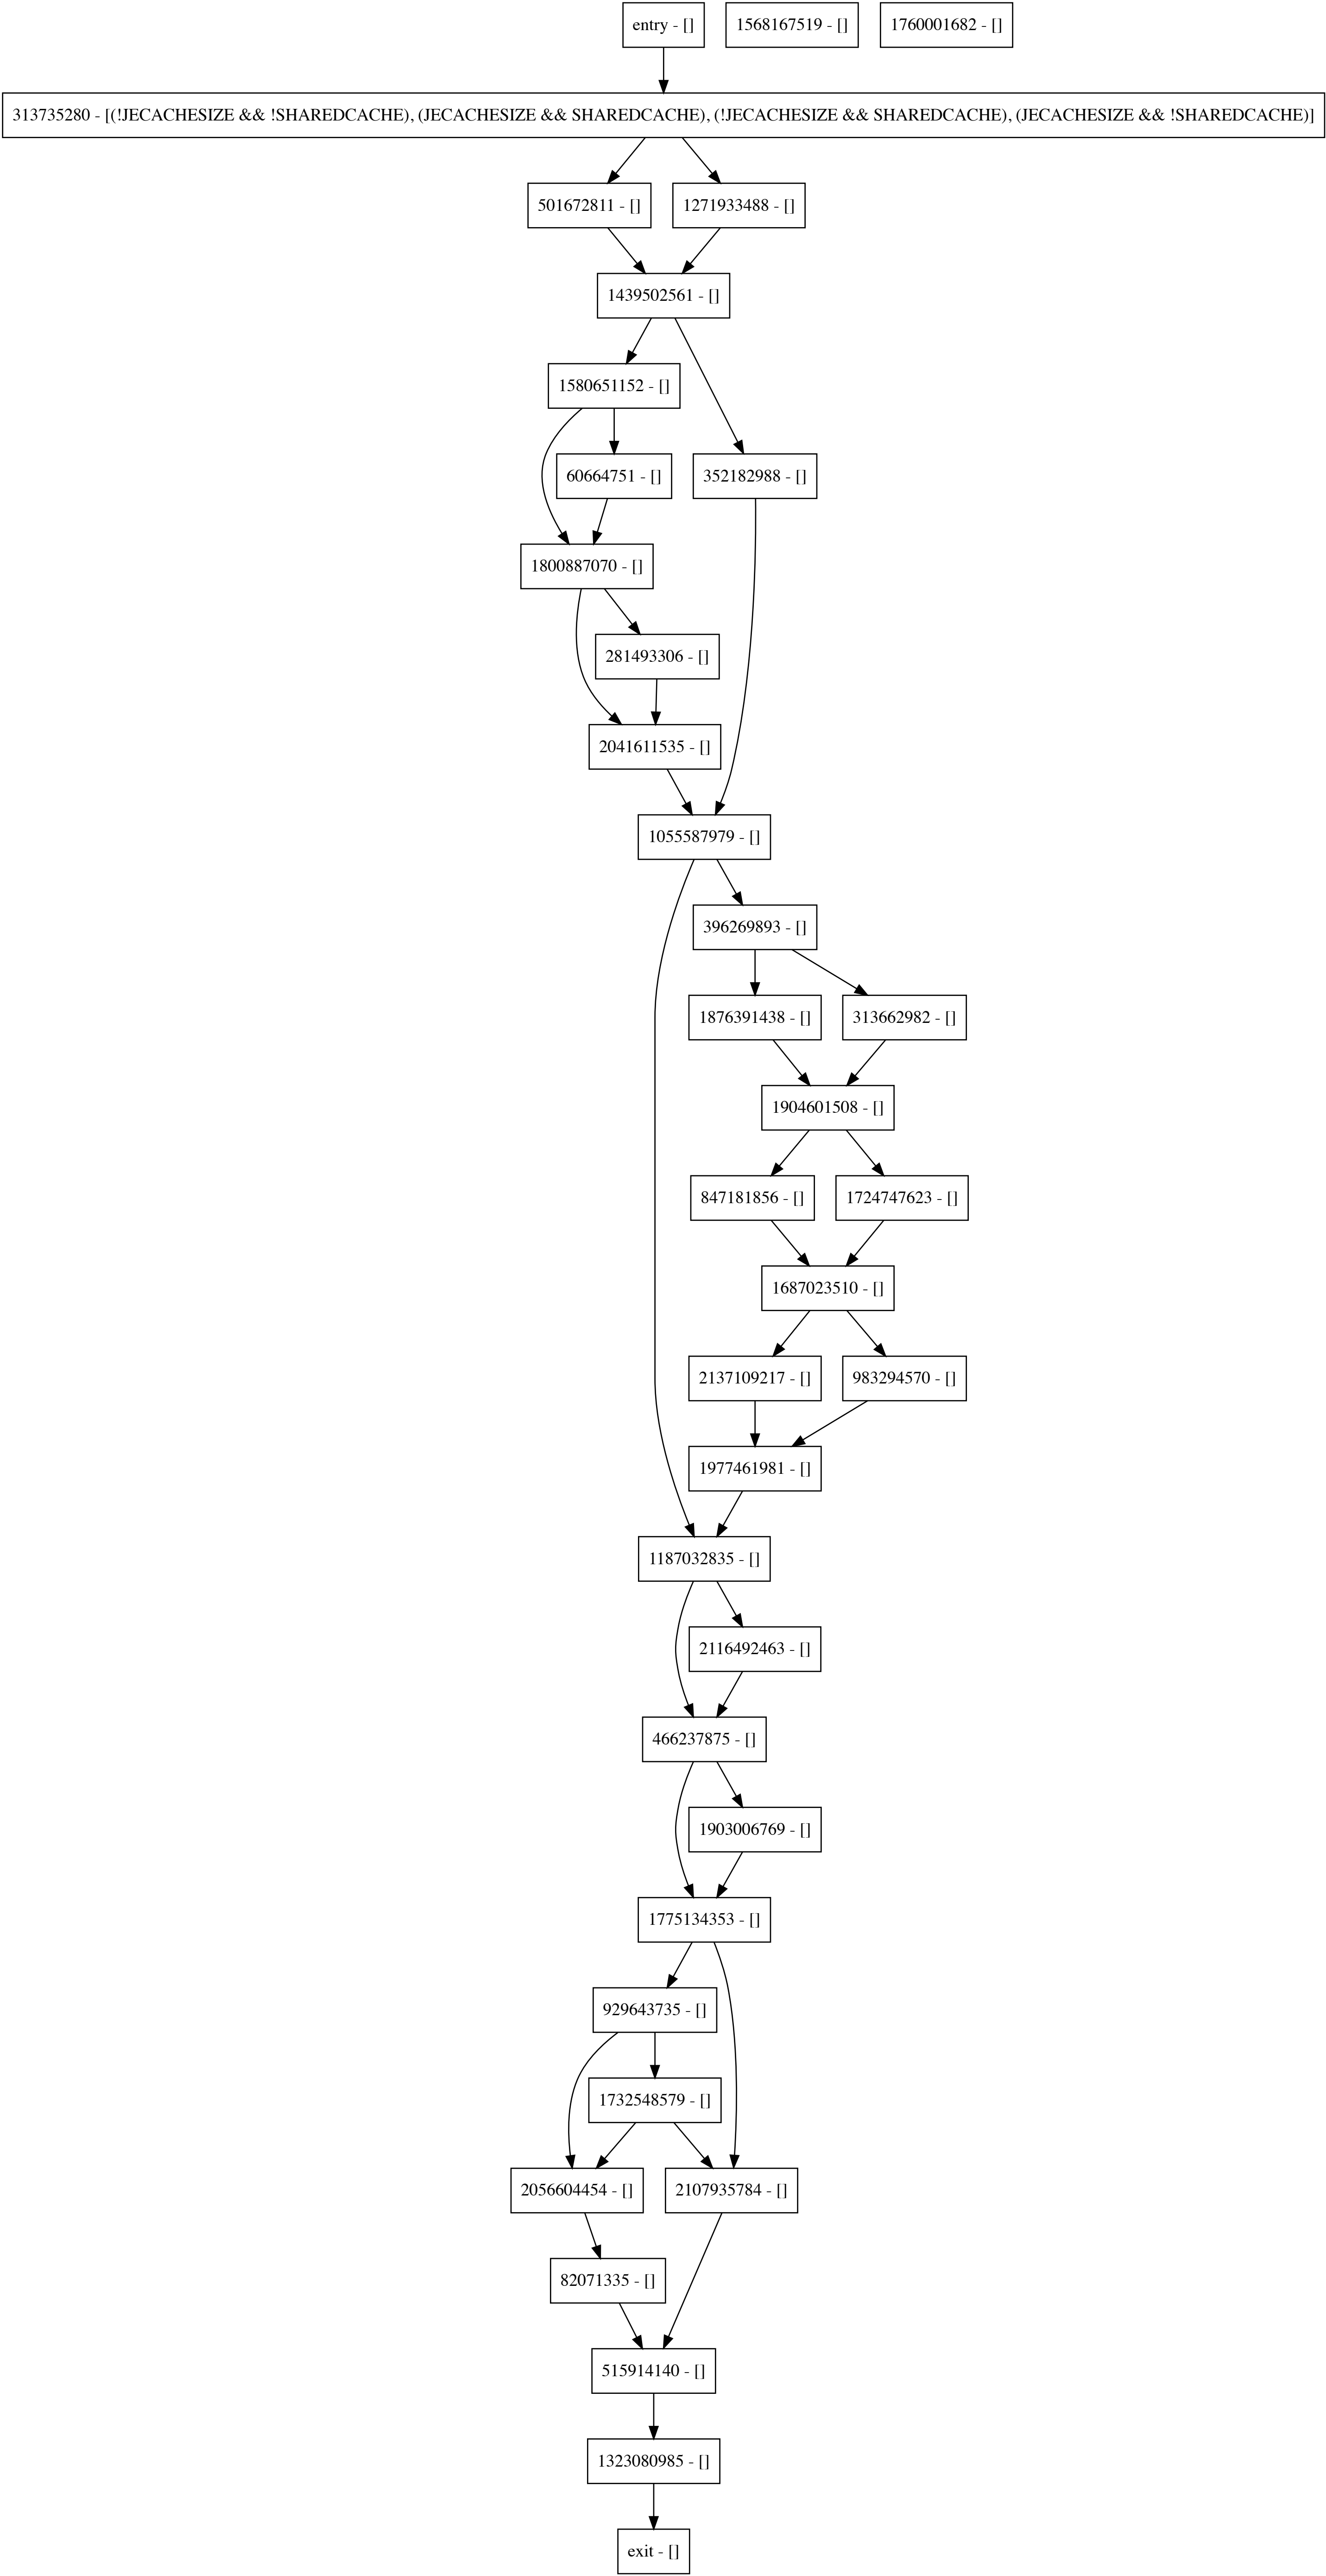 entry - []
1568167519 - []
1760001682 - []
313735280 - [(!JECACHESIZE && !SHAREDCACHE), (JECACHESIZE && SHAREDCACHE), (!JECACHESIZE && SHAREDCACHE), (JECACHESIZE && !SHAREDCACHE)]
501672811 - []
1271933488 - []
1439502561 - []
1580651152 - []
60664751 - []
352182988 - []
1800887070 - []
281493306 - []
2041611535 - []
1055587979 - []
396269893 - []
1876391438 - []
313662982 - []
1904601508 - []
847181856 - []
1724747623 - []
1687023510 - []
2137109217 - []
983294570 - []
1977461981 - []
1187032835 - []
2116492463 - []
466237875 - []
1903006769 - []
1775134353 - []
929643735 - []
1732548579 - []
2056604454 - []
2107935784 - []
82071335 - []
515914140 - []
1323080985 - []
exit - []